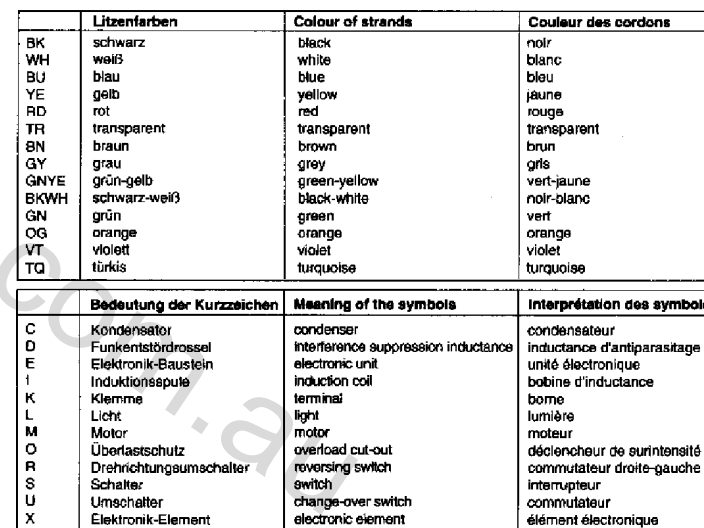 Litzenfarben Colour of strands Couleur des cordons
BK schwarz black noir
WH weiß white blanc
BU blau blue bleu
YE gelb yellow jaune
RD rot red rouge
TR transparent transparent transparent
BN braun brown brun
GY grau grey gris
GNYE grün-gelb green-yellow vert-jaune
BKWH schwarz-weiß black-white noir-blanc
GN grün green vert
OG orange orange orange
VT violett violet violet
TQ türkis turquoise turquoise
Bedeutung der Kurzzeichen Meaning of the symbols Interprétation des symbol
C Kondensator condenser condensateur
D Funkentstördrossel interference suppression inductance inductance d'antiparasitage
E Elektronik-Baustein electronic unit unité électronique
I Induktionsspule induction coil bobine d'inductance
K Klemme terminal borne
L Licht light lumière
M Motor motor moteur
O Überlastschutz overload cut-out déclencheur de surintensité
R Drehrichtungsumschalter reversing switch commutateur droite-gauche
S Schalter switch interrupteur
U Umschalter change-over switch commutateur
X Elektronik-Element electronic element élément électronique
com.au